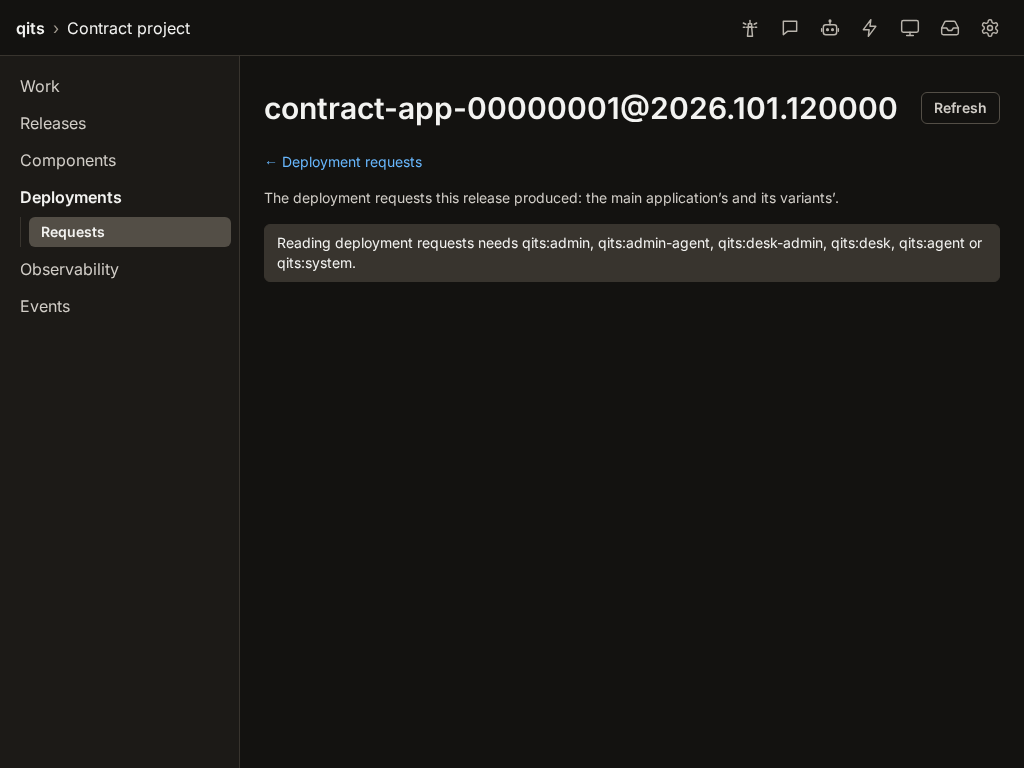 qits › Contract project
Work
Releases
Components
Deployments
Requests
Observability
Events
contract-app-00000001@2026.101.120000
Refresh
← Deployment requests
The deployment requests this release produced: the main application’s and its variants’.
Reading deployment requests needs qits:admin, qits:admin-agent, qits:desk-admin, qits:desk, qits:agent or
qits:system.